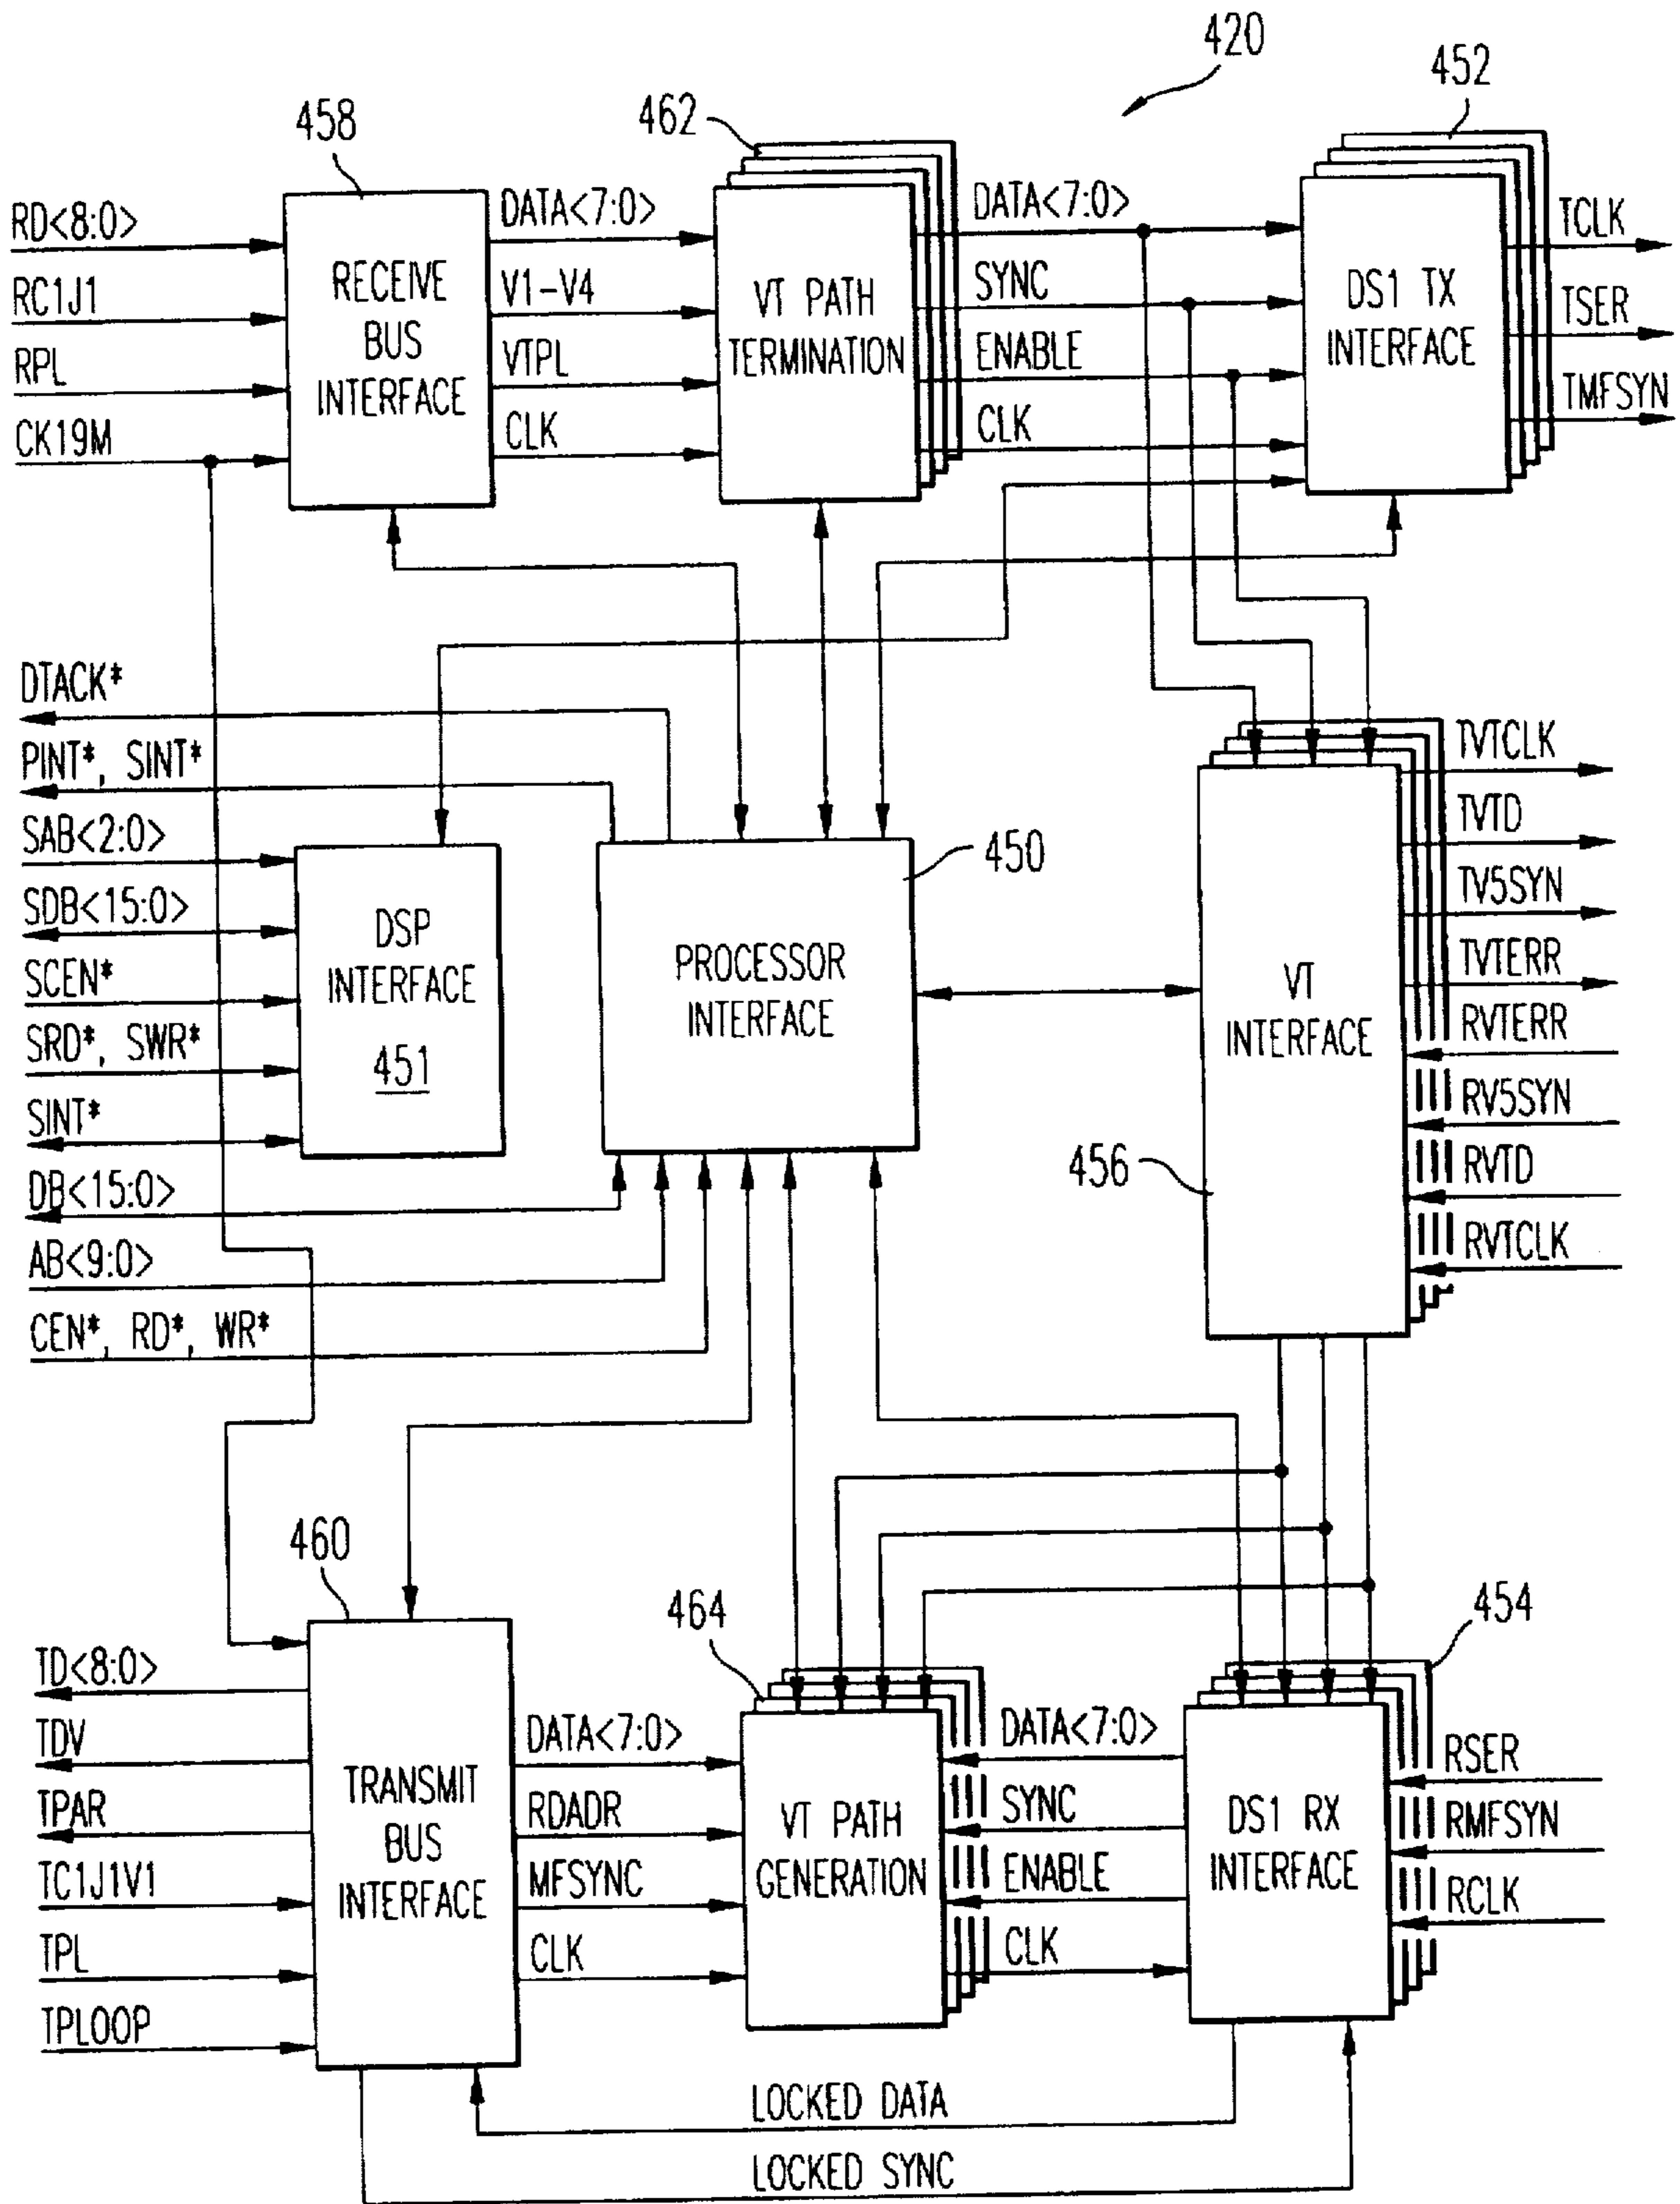 420
458
462
452
RD<8:0>
RC1J1
RPL
CK19M
RECEIVE
BUS
INTERFACE
DATA<7:0>
V1-V4
VTPL
CLK
VT PATH
TERMINATION
DATA<7:0>
SYNC
ENABLE
CLK
DS1 TX
INTERFACE
TCLK
TSER
TMFSYN
DTACK*
PINT*, SINT*
SAB<2:0>
SDB<15:0>
SCEN*
SRD*, SWR*
SINT*
DB<15:0>
AB<9:0>
CEN*, RD*, WR*
DSP
INTERFACE
451
PROCESSOR
INTERFACE
450
VT
INTERFACE
456
TVTCLK
TVTD
TV5SYN
TVTERR
RVTERR
RV5SYN
RVTD
RVTCLK
460
464
454
TD<8:0>
TDV
TPAR
TC1J1V1
TPL
TPLOOP
TRANSMIT
BUS
INTERFACE
DATA<7:0>
RDADR
MFSYNC
CLK
VT PATH
GENERATION
DATA<7:0>
SYNC
ENABLE
CLK
DS1 RX
INTERFACE
RSER
RMFSYN
RCLK
LOCKED DATA
LOCKED SYNC